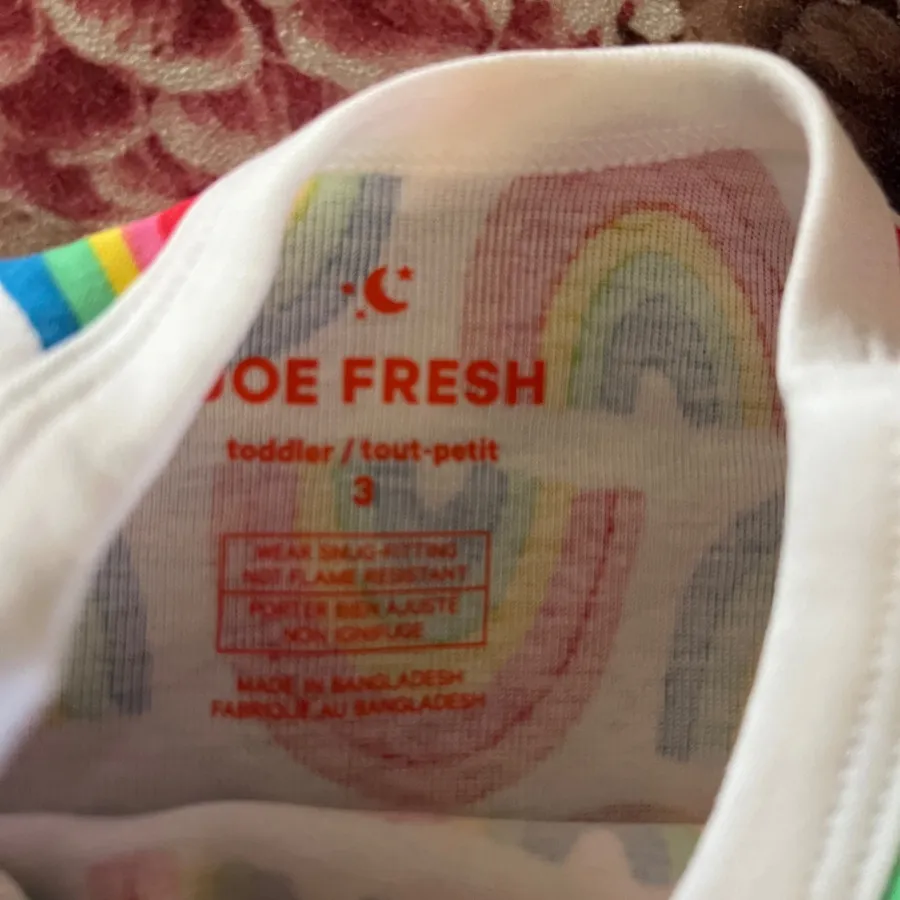 JOE FRESH
toddler / tout-petit
3
WEAR SNUG-FITTING
NOT FLAME RESISTANT
PORTER BIEN AJUSTÉ
NON IGNIFUGE
MADE IN BANGLADESH
FABRIQUÉ AU BANGLADESH